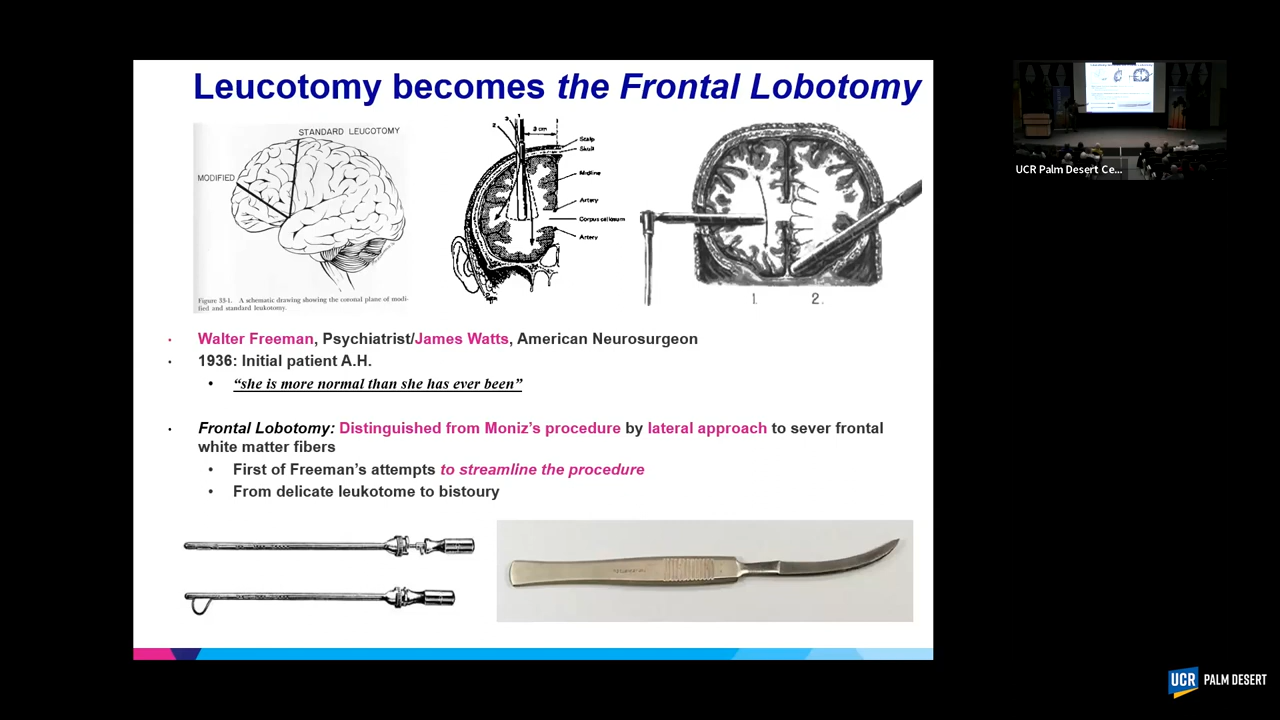 Leucotomy becomes the Frontal Lobotomy
STANDARD LEUCOTOMY
MODIFIED
Figure 33-1. A schematic drawing showing the coronal plane of modi-
fied and standard leukotomy.
3 cm
Scalp
Skull
Midline
Artery
Corpus callosum
Artery
1.
2.
• Walter Freeman, Psychiatrist/James Watts, American Neurosurgeon
• 1936: Initial patient A.H.
• “she is more normal than she has ever been”
• Frontal Lobotomy: Distinguished from Moniz’s procedure by lateral approach to sever frontal
white matter fibers
• First of Freeman’s attempts to streamline the procedure
• From delicate leukotome to bistoury
UCR Palm Desert Ce...
UCR PALM DESERT